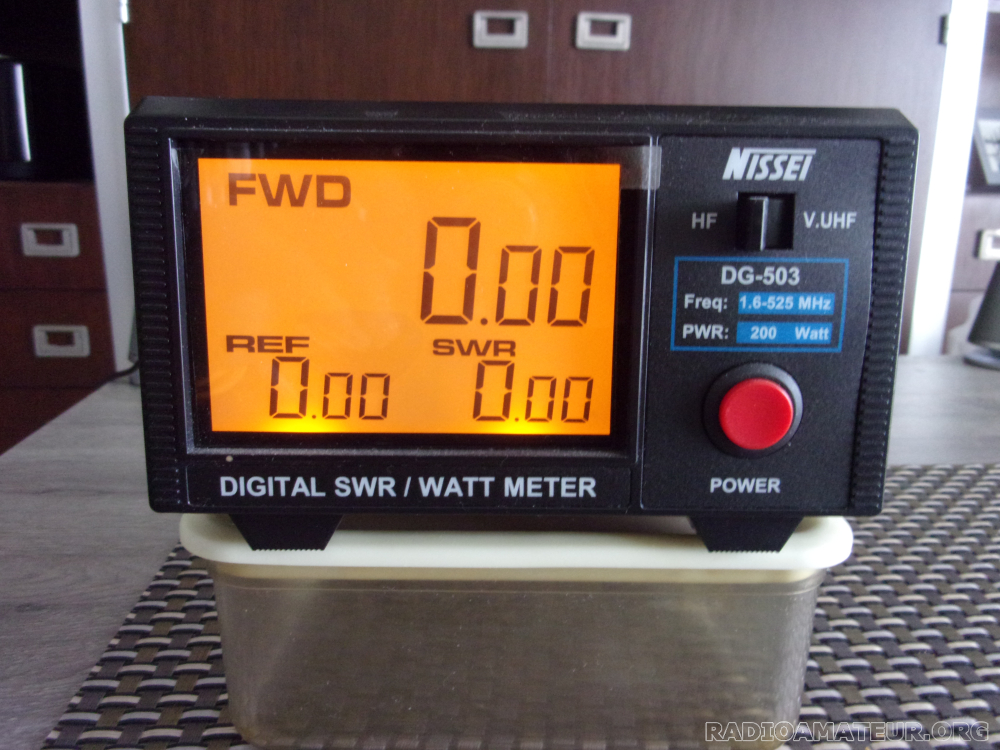 FWD
0.00
REF
0.00
SWR
0.00
DIGITAL SWR / WATT METER
NISSEI
HF
V.UHF
DG-503
Freq: 1.6-525 MHz
PWR: 200 Watt
POWER
RADIOAMATEUR.ORG